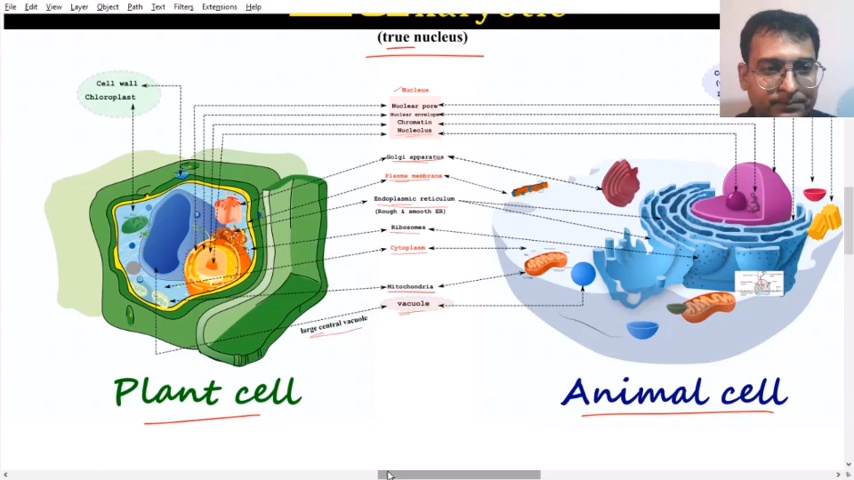 File Edit View Layer Object Path Text Filters Extensions Help
(true nucleus)
Cell wall
Chloroplast
Nucleus
Nuclear pore
Nuclear envelope
Chromatin
Nucleolus
Golgi apparatus
Plasma membrane
Endoplasmic reticulum
(Rough & smooth ER)
Ribosomes
Cytoplasm
Mitochondria
vacuole
large central vacuole
Plant cell
Animal cell